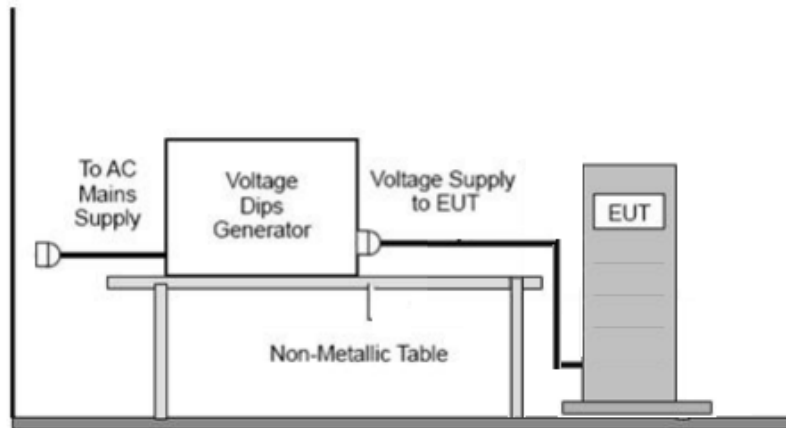 To AC
Mains
Supply
Voltage
Dips
Generator
Voltage Supply
to EUT
EUT
Non-Metallic Table